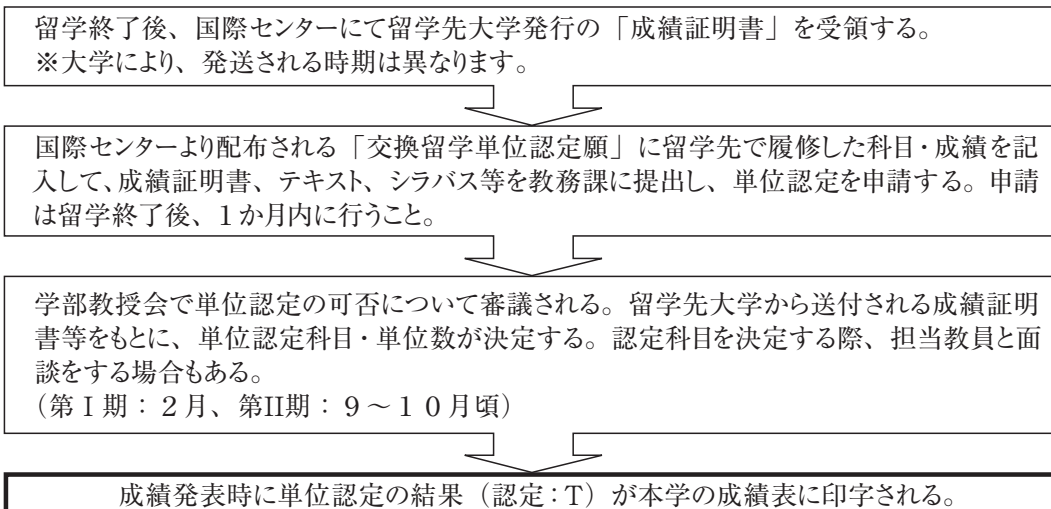 留学終了後、国際センターにて留学先大学発行の「成績証明書」を受領する。
※大学により、発送される時期は異なります。
国際センターより配布される「交換留学単位認定願」に留学先で履修した科目・成績を記
入して、成績証明書、テキスト、シラバス等を教務課に提出し、単位認定を申請する。申請
は留学終了後、１か月内に行うこと。
学部教授会で単位認定の可否について審議される。留学先大学から送付される成績証明
書等をもとに、単位認定科目・単位数が決定する。認定科目を決定する際、担当教員と面
談をする場合もある。
（第Ⅰ期：２月、第II期：９～１０月頃）
成績発表時に単位認定の結果（認定：T）が本学の成績表に印字される。